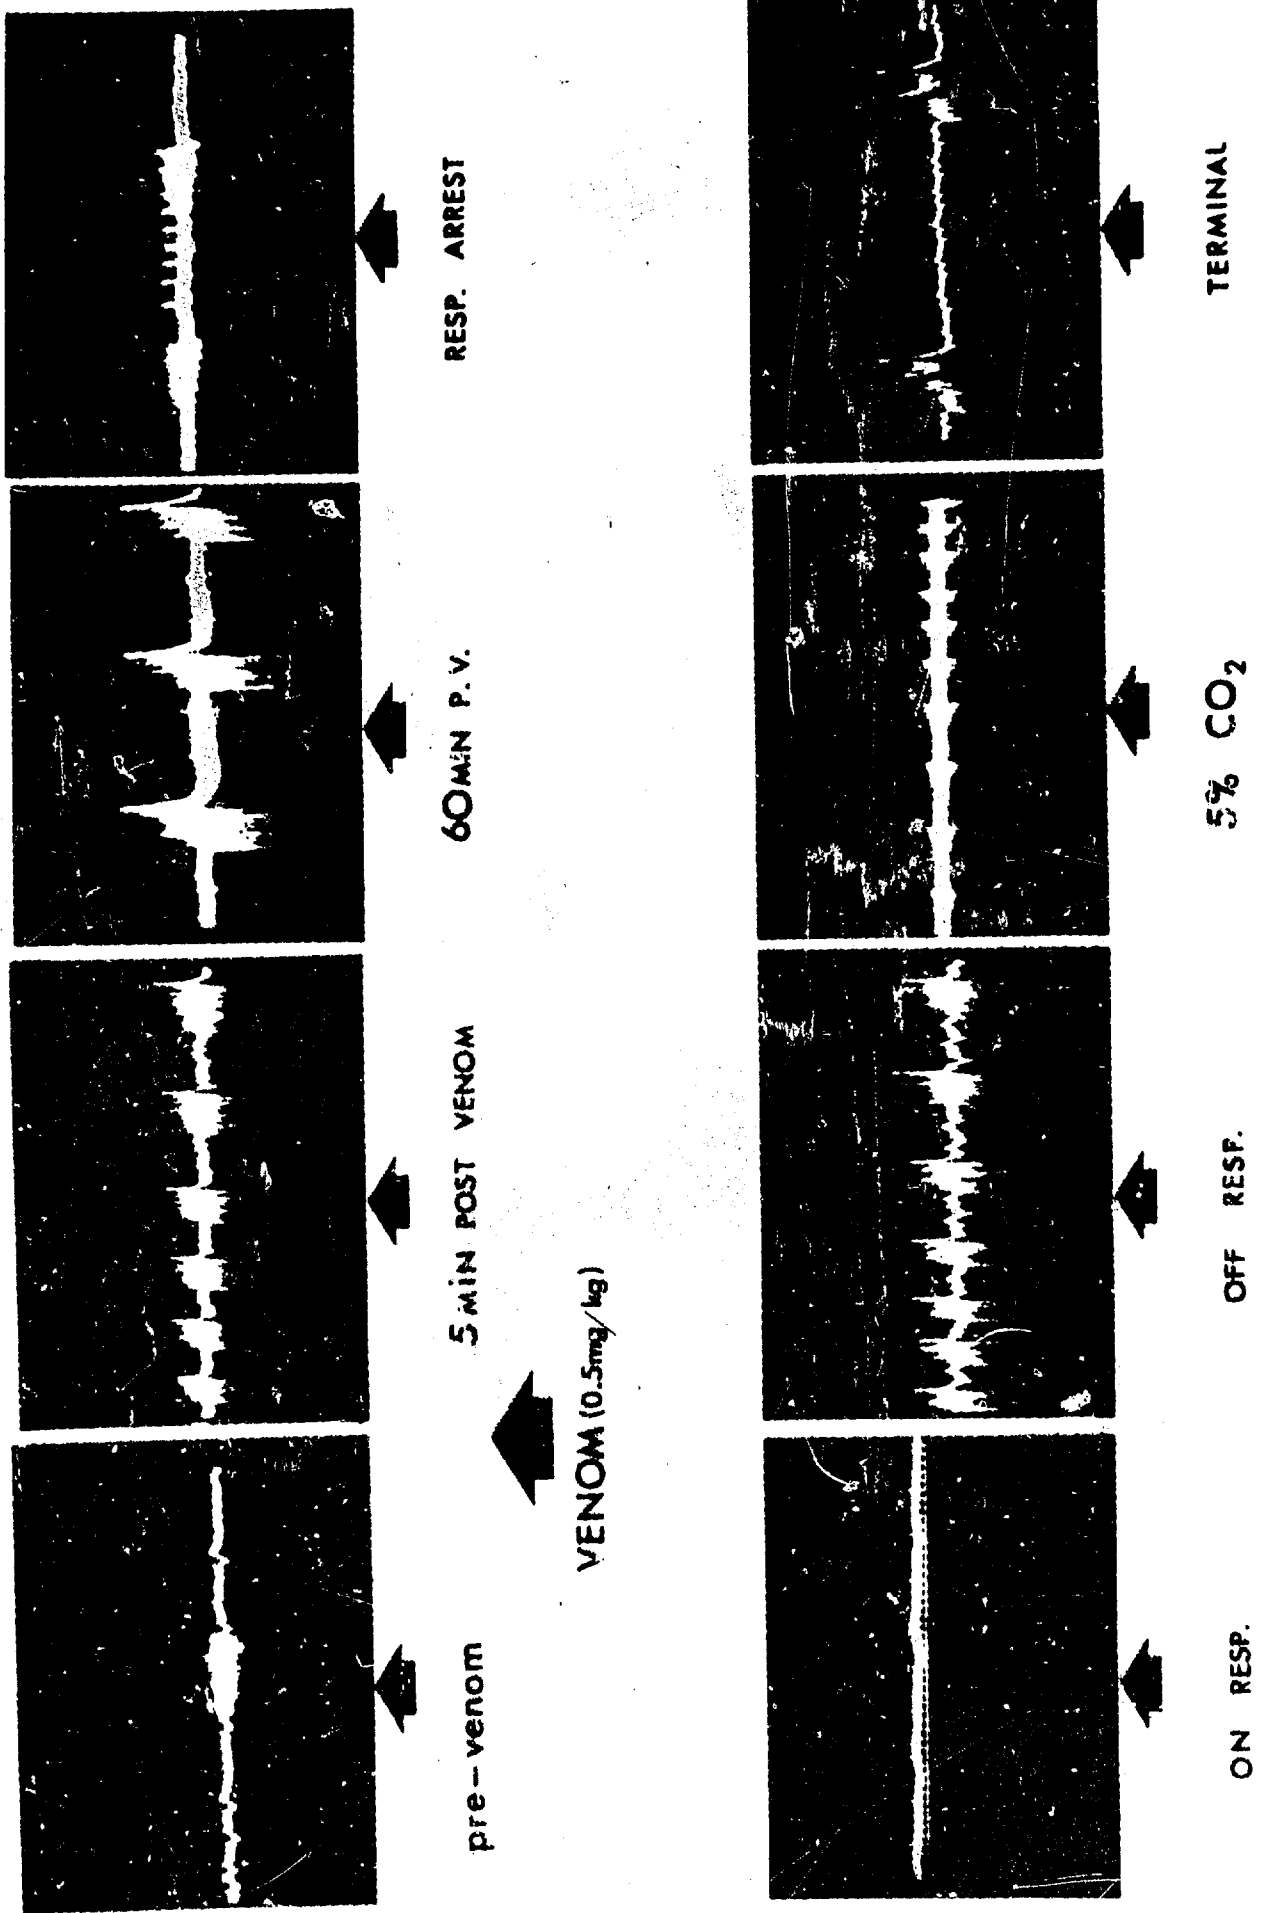 pre-venom
5 MIN POST VENOM
60 MIN P.V.
RESP. ARREST
VENOM (0.5mg/kg)
ON RESP.
OFF RESP.
5% CO₂
TERMINAL